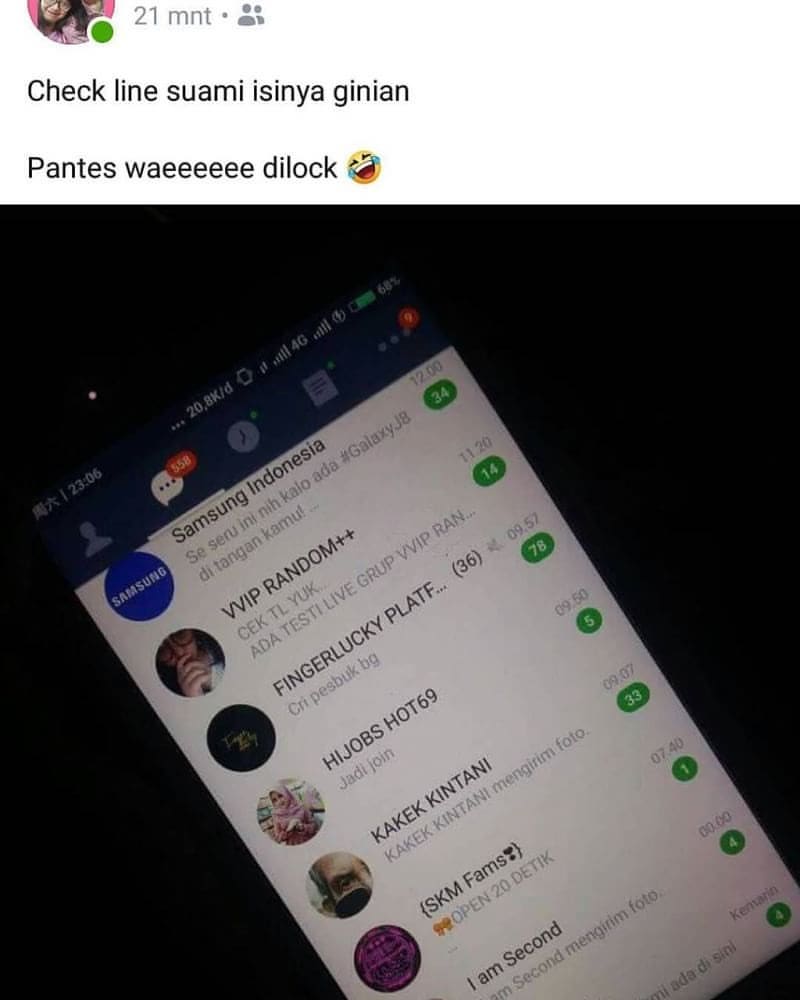 21 mnt
Check line suami isinya ginian
Pantes waeeeeee dilock 🤣
周六 | 23:06
... 20,8K/d 4G 68%
558
9
Samsung Indonesia 12.00
Se seru ini nih kalo ada #GalaxyJ8 34
di tangan kamu! ...
SAMSUNG
VVIP RANDOM++ 11.20
CEK TL YUK... 14
ADA TESTI LIVE GRUP VVIP RAN...
FINGERLUCKY PLATF... (36) 09.57
Cri pesbuk bg 78
HIJOBS HOT69 09.50
Jadi join 5
KAKEK KINTANI 09.07
KAKEK KINTANI mengirim foto. 33
{SKM Fams❣} 07.40
🎀OPEN 20 DETIK 1
...
I am Second 00.00
am Second mengirim foto. 4
Kemarin
mi ada di sini 4